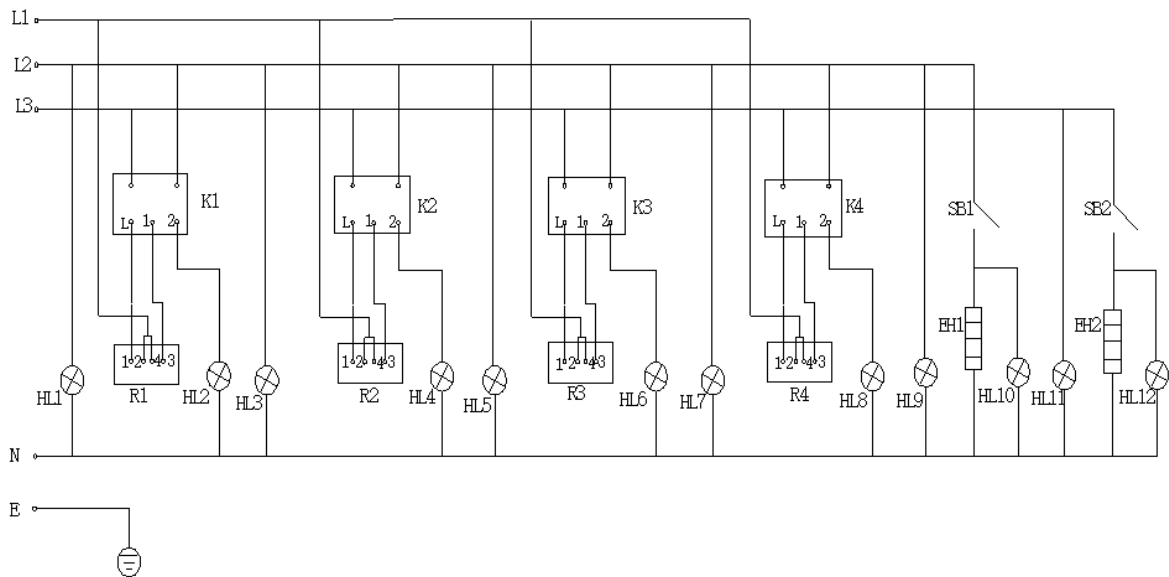 L1
L2
L3
K1
K2
K3
K4
SB1
SB2
L 1 2
L 1 2
L 1 2
L 1 2
EH1
EH2
1 2 4 3
1 2 4 3
1 2 4 3
1 2 4 3
R1
R2
R3
R4
HL1
HL2
HL3
HL4
HL5
HL6
HL7
HL8
HL9
HL10
HL11
HL12
N
E